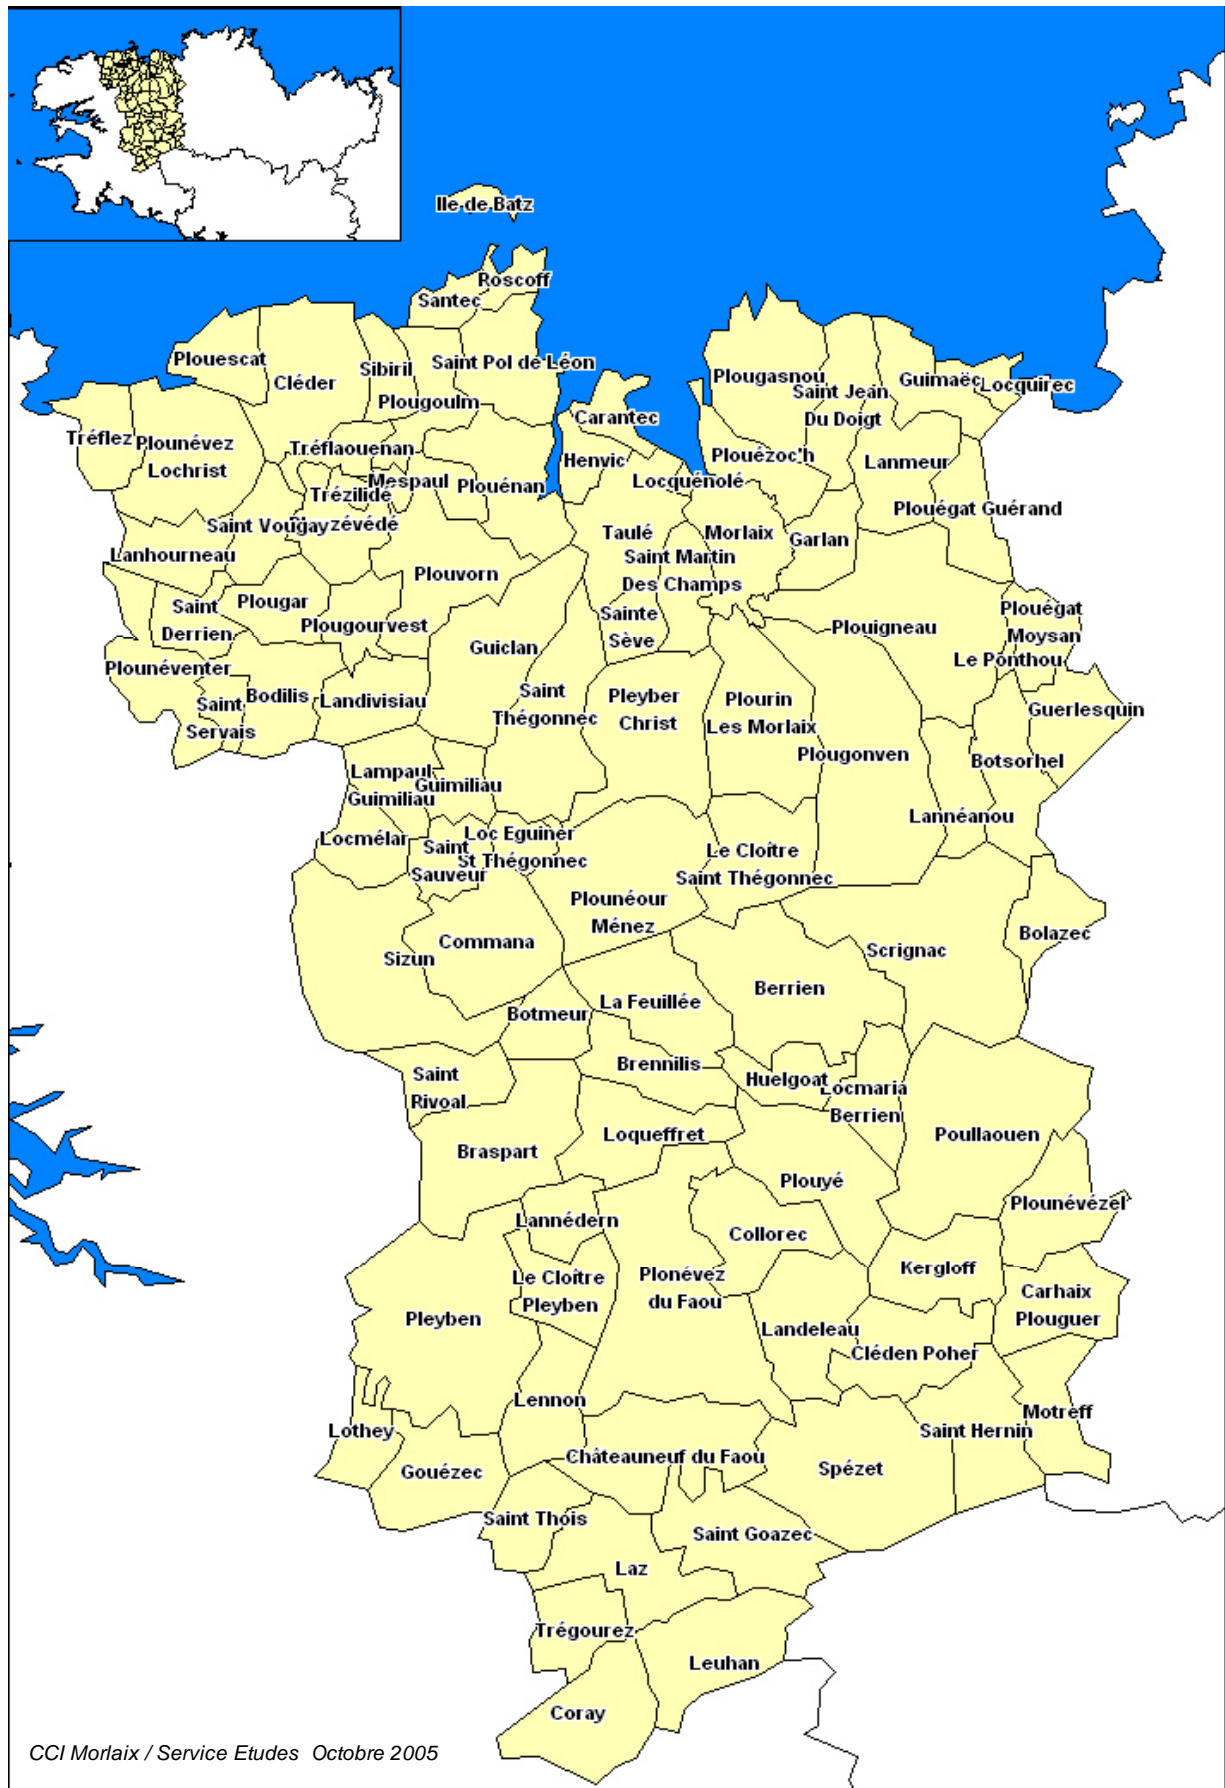 Ile de Batz
Roscoff
Santec
Plouescat
Cléder
Sibiril
Saint Pol de Léon
Plougoulm
Plougasnou
Saint Jean
Du Doigt
Guimaëc
Locquirec
Carantec
Tréflez
Plounévez
Lochrist
Tréflaouenan
Henvic
Plouézoc'h
Lanmeur
Trézilidé
Mespaul
Plouénan
Locquénolé
Plouégat Guérand
Saint Vougay
zévédé
Lanhourneau
Taulé
Morlaix
Garlan
Saint Martin
Des Champs
Plouvorn
Saint
Derrien
Plougar
Plougourvest
Sainte
Sève
Plouigneau
Plouégat
Moysan
Le Ponthou
Guiclan
Plounéventer
Saint
Servais
Bodilis
Landivisiau
Saint
Thégonnec
Pleyber
Christ
Plourin
Les Morlaix
Guerlesquin
Plougonven
Botsorhel
Lampaul
Guimiliau
Guimiliau
Lannéanou
Locmélar
Saint
Sauveur
Loc Eguiner
St Thégonnec
Le Cloître
Saint Thégonnec
Plounéour
Ménez
Bolazec
Commana
Sizun
Scrignac
Berrien
La Feuillée
Botmeur
Brennilis
Saint
Rivoal
Huelgoat
Locmaria
Berrien
Loqueffret
Poullaouen
Braspart
Plouyé
Plounévézel
Lannédern
Collorec
Kergloff
Le Cloître
Pleyben
Plonévez
du Faou
Carhaix
Plouguer
Pleyben
Landeleau
Cléden Poher
Lennon
Motreff
Lothey
Saint Hernin
Châteauneuf du Faou
Gouézec
Spézet
Saint Thois
Saint Goazec
Laz
Trégourez
Leuhan
Coray
CCI Morlaix / Service Etudes Octobre 2005